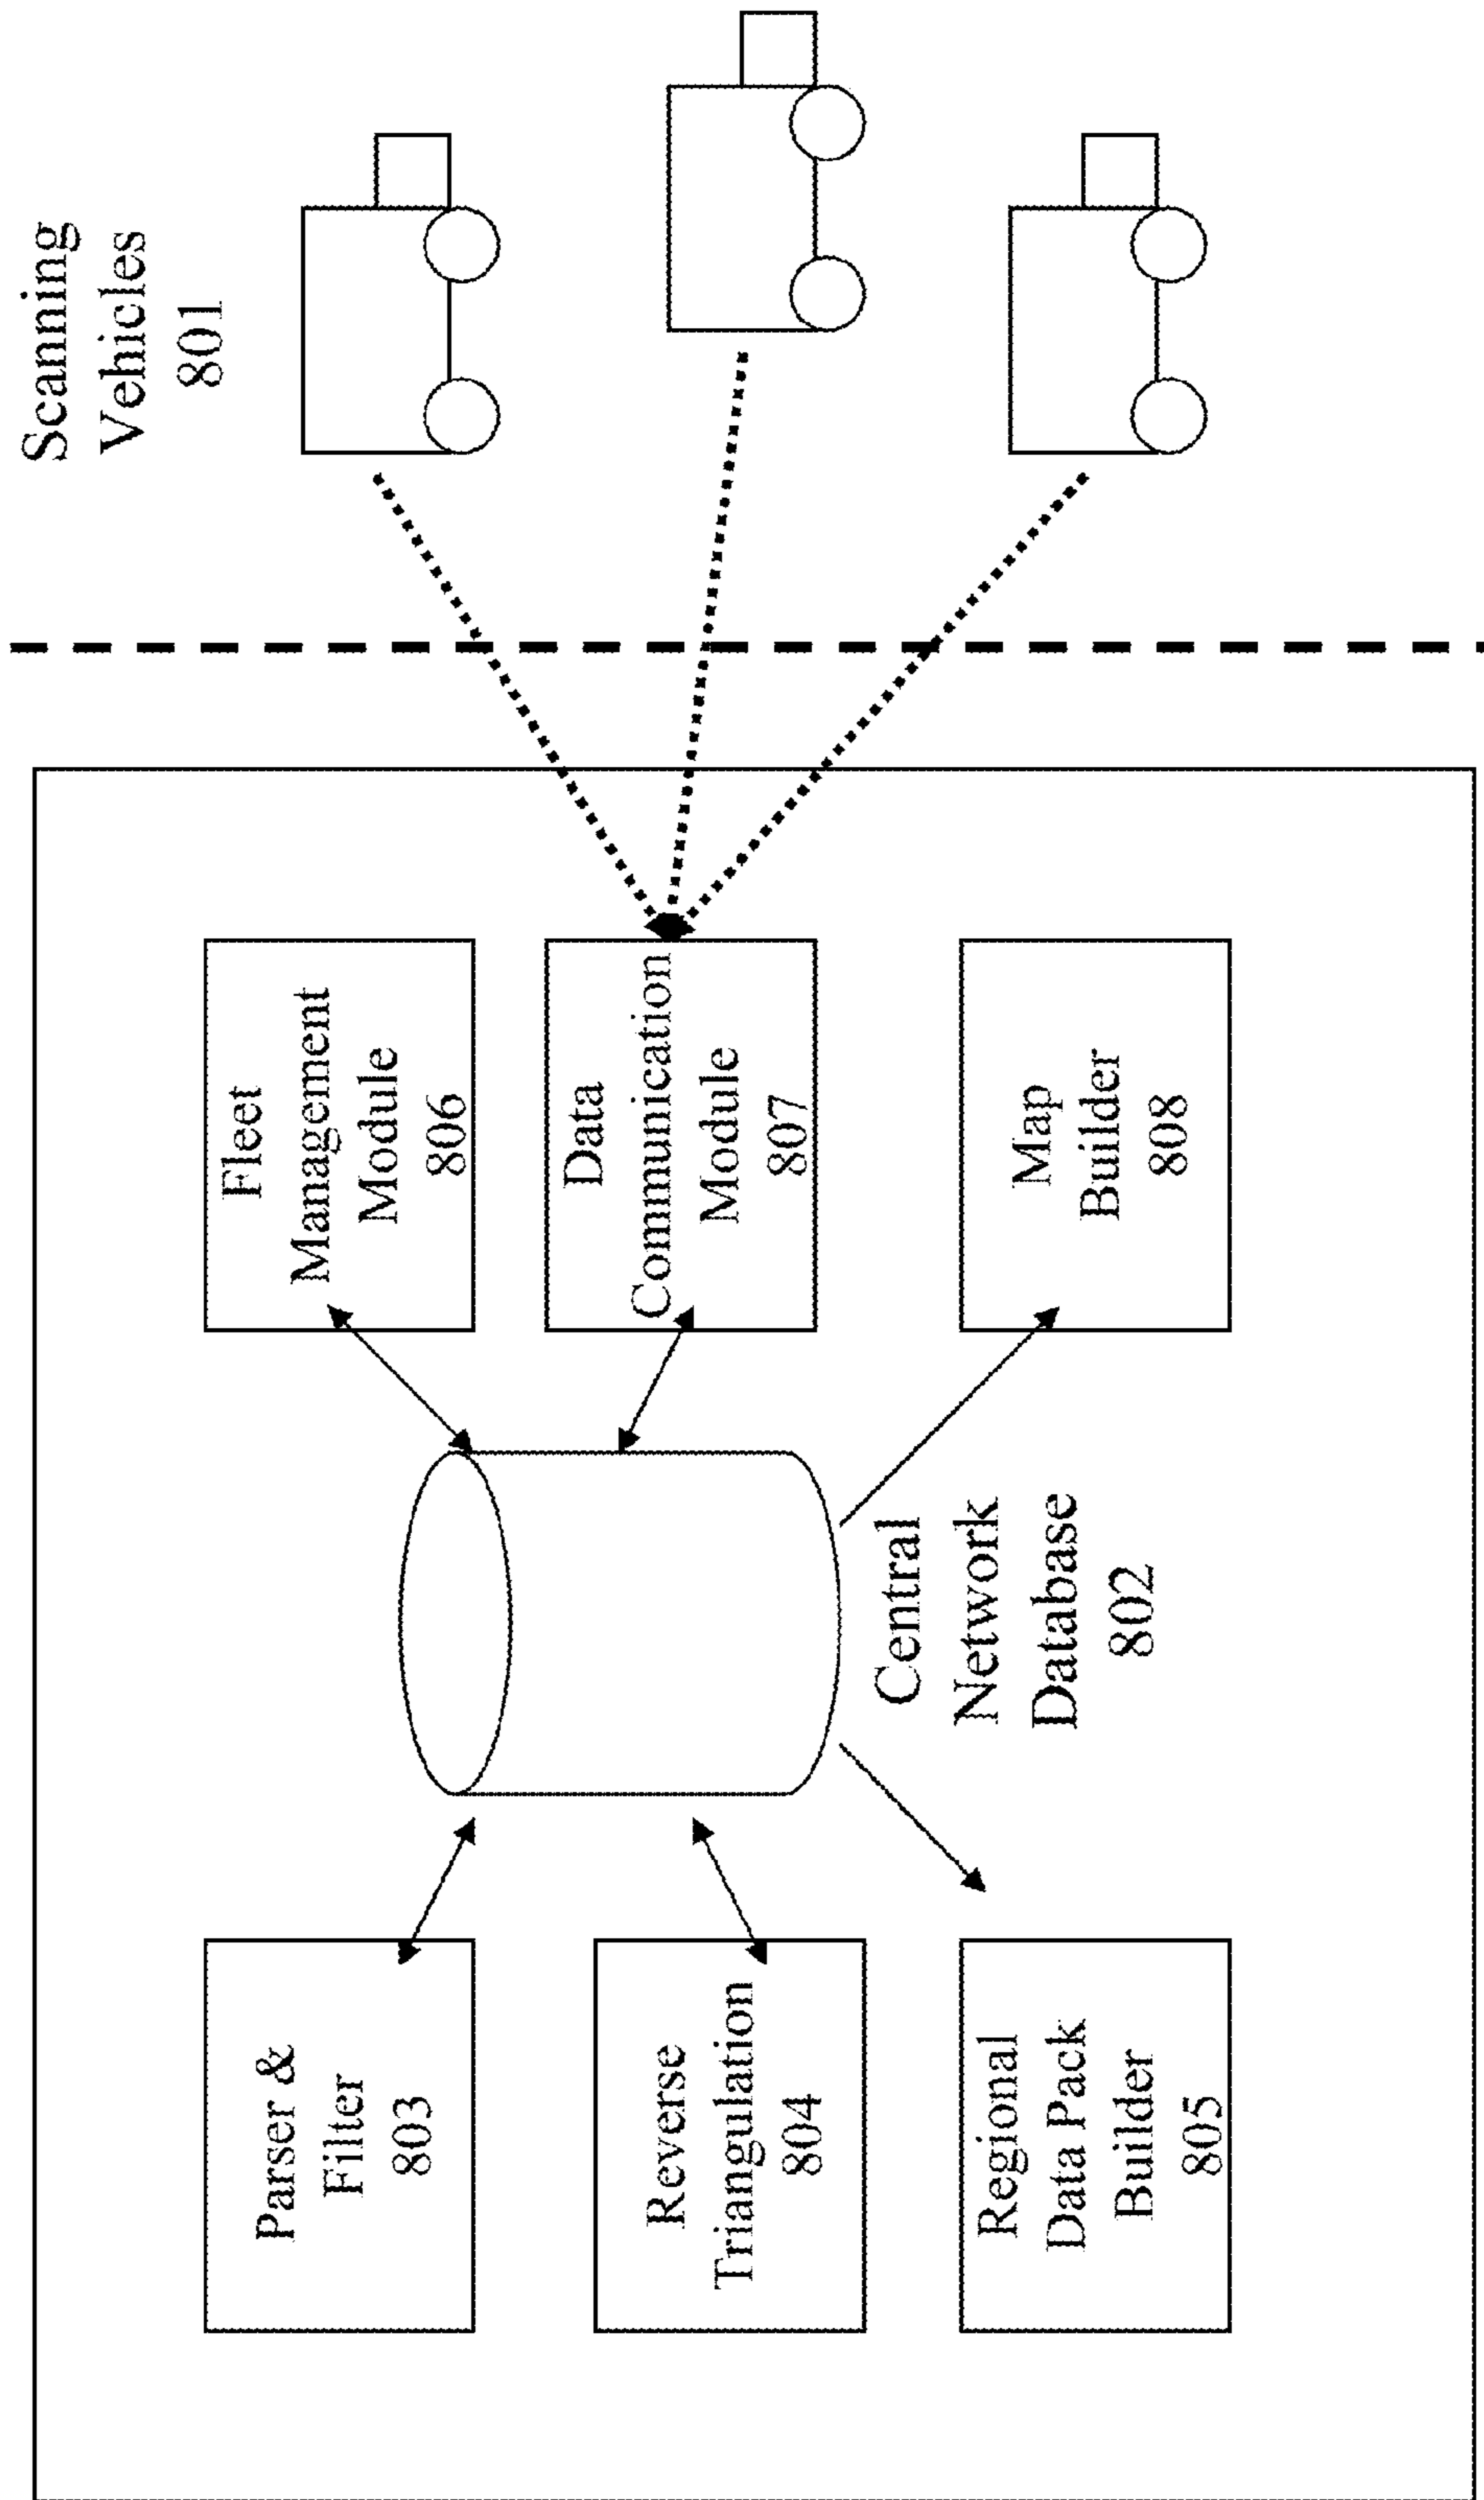 Scanning
Vehicles
801
Fleet
Management
Module
806
Data
Communication
Module
807
Map
Builder
808
Central
Network
Database
802
Parser &
Filter
803
Reverse
Triangulation
804
Regional
Data Pack
Builder
805